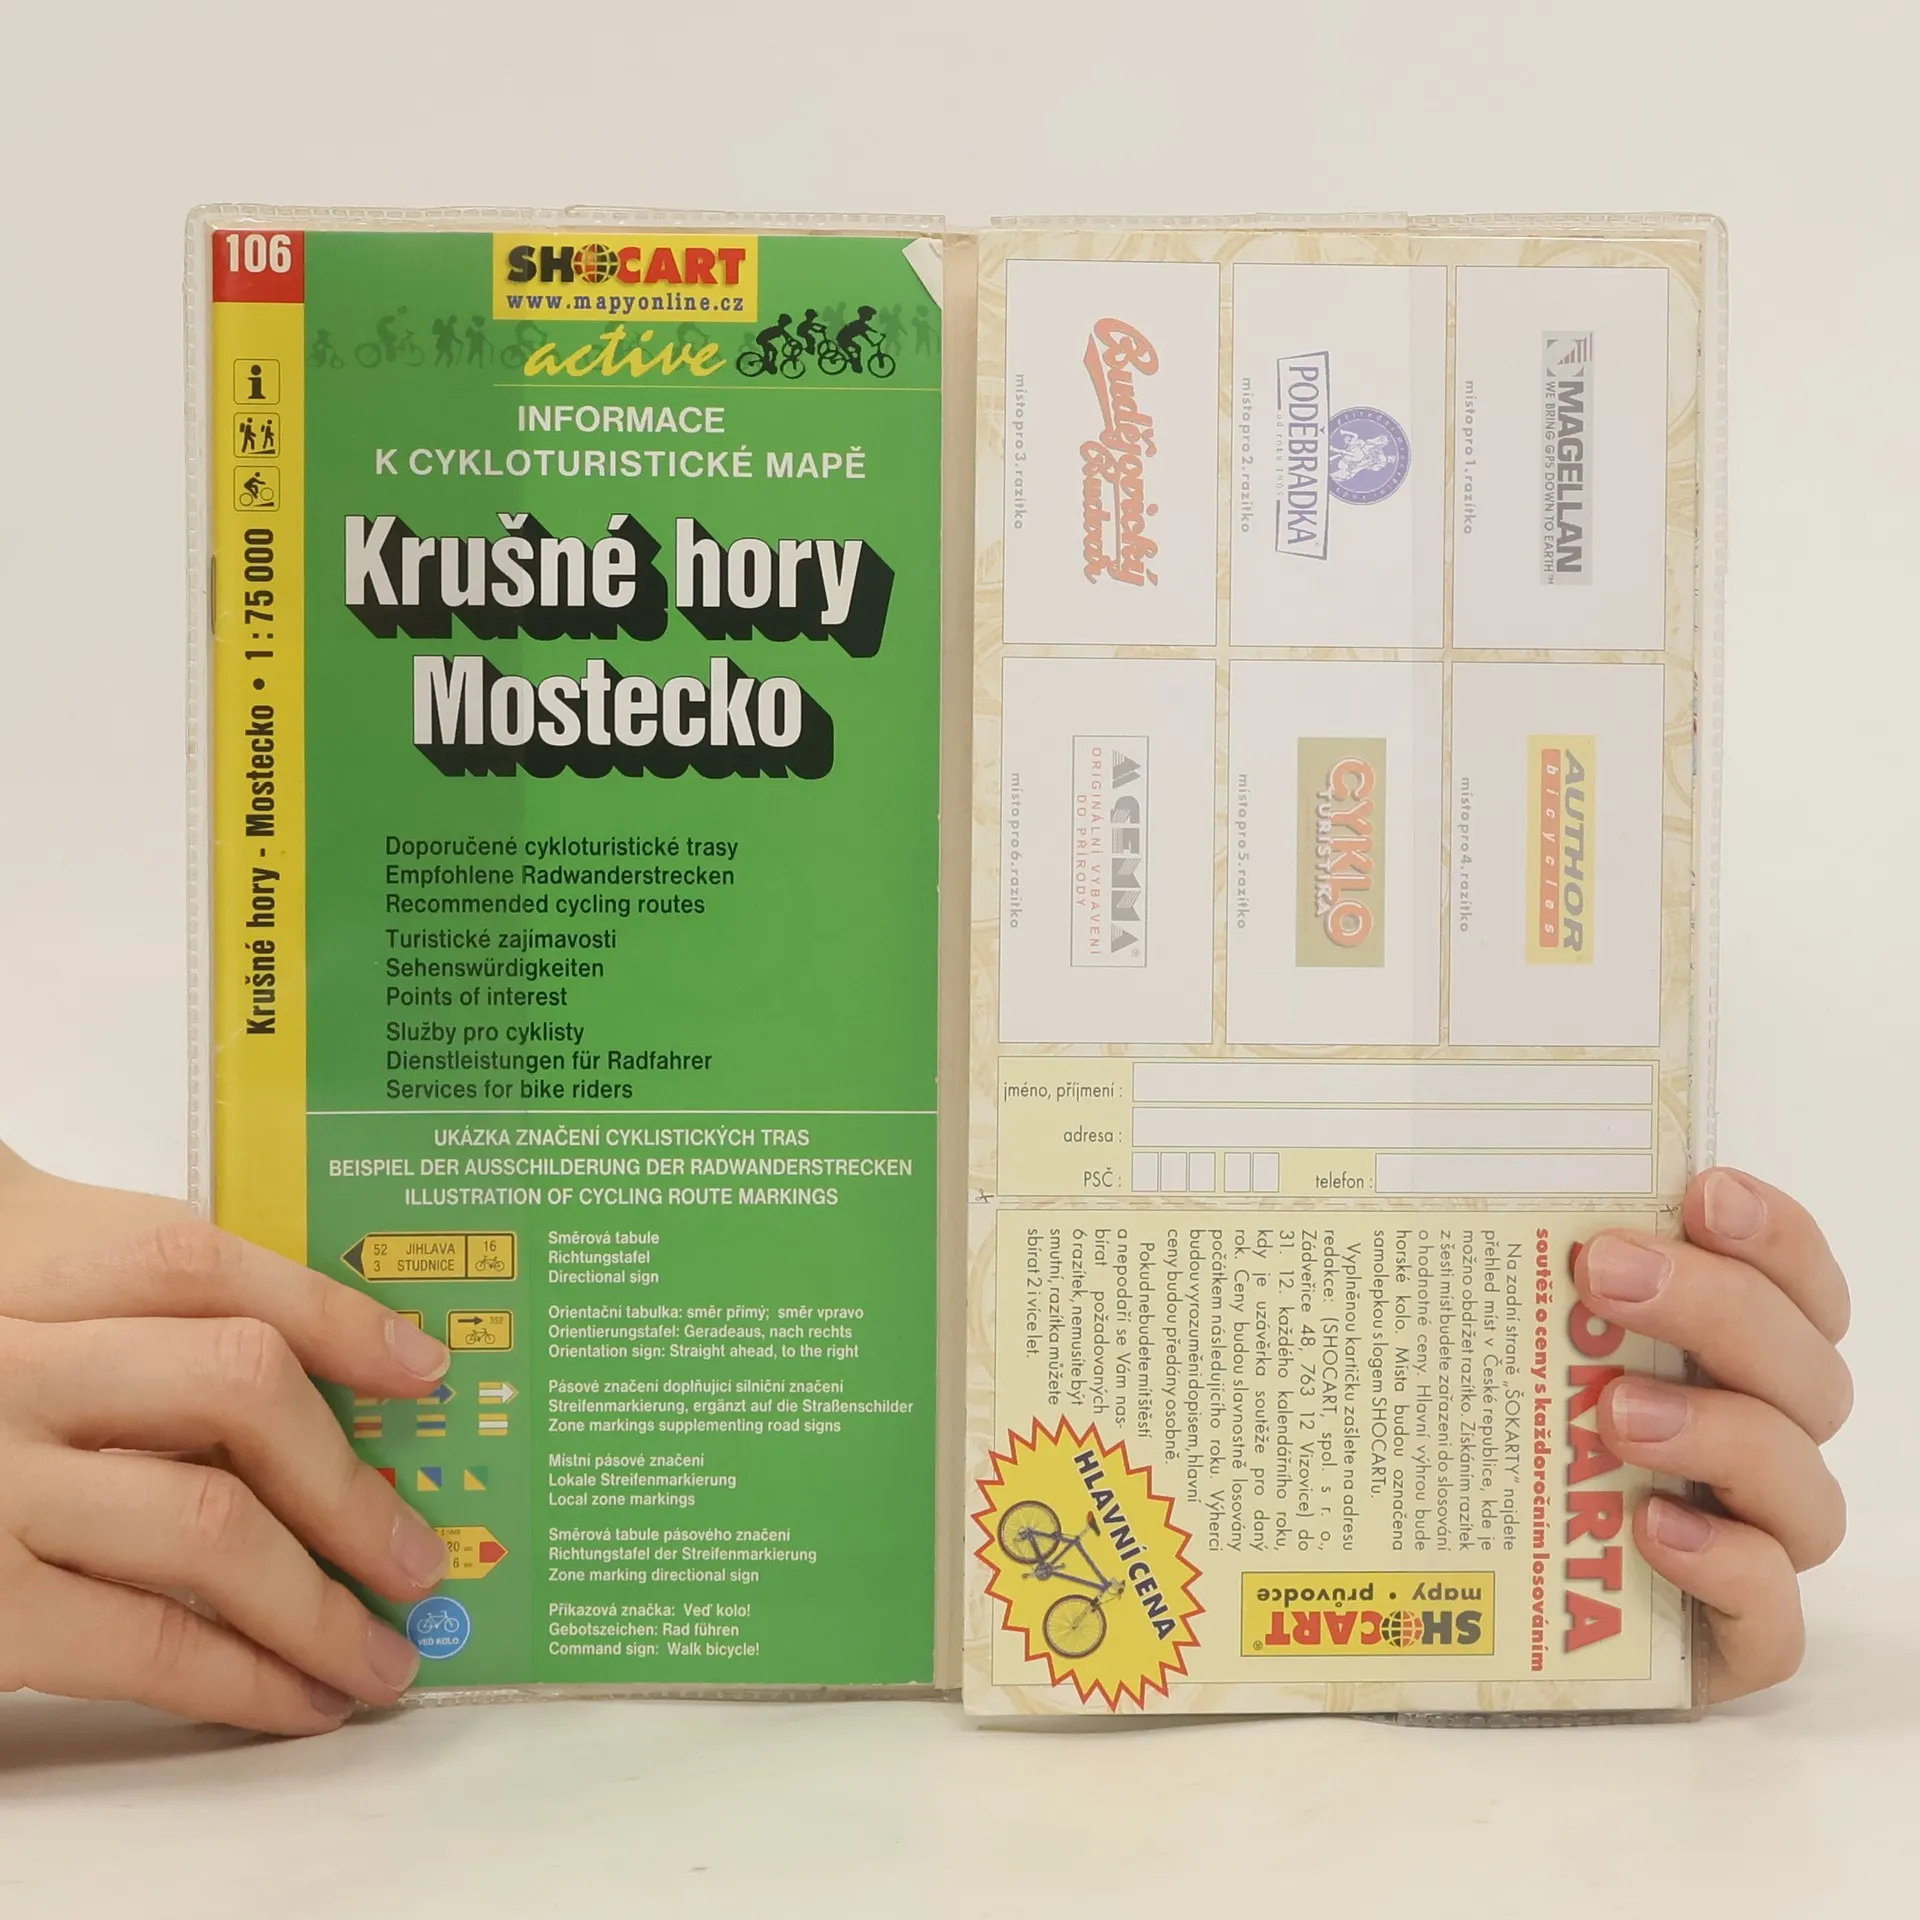 106
Krušné hory - Mostecko • 1 : 75 000
SHOCART
www.mapyonline.cz
active
INFORMACE
K CYKLOTURISTICKÉ MAPĚ
Krušné hory
Mostecko
Doporučené cykloturistické trasy
Empfohlene Radwanderstrecken
Recommended cycling routes
Turistické zajímavosti
Sehenswürdigkeiten
Points of interest
Služby pro cyklisty
Dienstleistungen für Radfahrer
Services for bike riders
UKÁZKA ZNAČENÍ CYKLISTICKÝCH TRAS
BEISPIEL DER AUSSCHILDERUNG DER RADWANDERSTRECKEN
ILLUSTRATION OF CYCLING ROUTE MARKINGS
52 JIHLAVA 16
3 STUDNICE
Směrová tabule
Richtungstafel
Directional sign
352
Orientační tabulka: směr přímý; směr vpravo
Orientierungstafel: Geradeaus, nach rechts
Orientation sign: Straight ahead, to the right
Pásové značení doplňující silniční značení
Streifenmarkierung, ergänzt auf die Straßenschilder
Zone markings supplementing road signs
Místní pásové značení
Lokale Streifenmarkierung
Local zone markings
20
6 km
Směrová tabule pásového značení
Richtungstafel der Streifenmarkierung
Zone marking directional sign
VEĎ KOLO
Příkazová značka: Veď kolo!
Gebotszeichen: Rad führen
Command sign: Walk bicycle!
MAGELLAN
WE BRING GPS DOWN TO EARTH™
místo pro 1. razítko
PODĚBRADKA
místo pro 2. razítko
Budějovický
Budvar
místo pro 3. razítko
AUTHOR
bicycles
místo pro 4. razítko
CYKLO
TURISTIKA
místo pro 5. razítko
GEMMA®
ORIGINÁLNÍ VYBAVENÍ
DO PŘÍRODY
místo pro 6. razítko
jméno, příjmení :
adresa :
PSČ :
telefon :
soutěž o ceny s každoročním losováním
Na zadní straně „ŠOKARTY" najdete
přehled míst v České republice, kde je
možno obdržet razítko. Získáním razítek
z šesti míst budete zařazeni do slosování
o hodnotné ceny. Hlavní výhrou bude
horské kolo. Místa budou označena
samolepkou s logem SHOCARTu.
Vyplněnou kartičku zašlete na adresu
redakce: (SHOCART, spol. s r. o.,
Zádveřice 48, 763 12 Vizovice) do
31. 12. každého kalendářního roku,
kdy je uzávěrka soutěže pro daný
rok. Ceny budou slavnostně losovány
počátkem následujícího roku. Výherci
budou vyrozuměni dopisem, hlavní
ceny budou předány osobně.
Pokud nebudete mít štěstí
a nepodaří se Vám nas-
bírat požadovaných
6 razítek, nemusíte být
smutní, razítka můžete
sbírat 2 i více let.
SHOCART®
mapy • průvodce
HLAVNÍ CENA